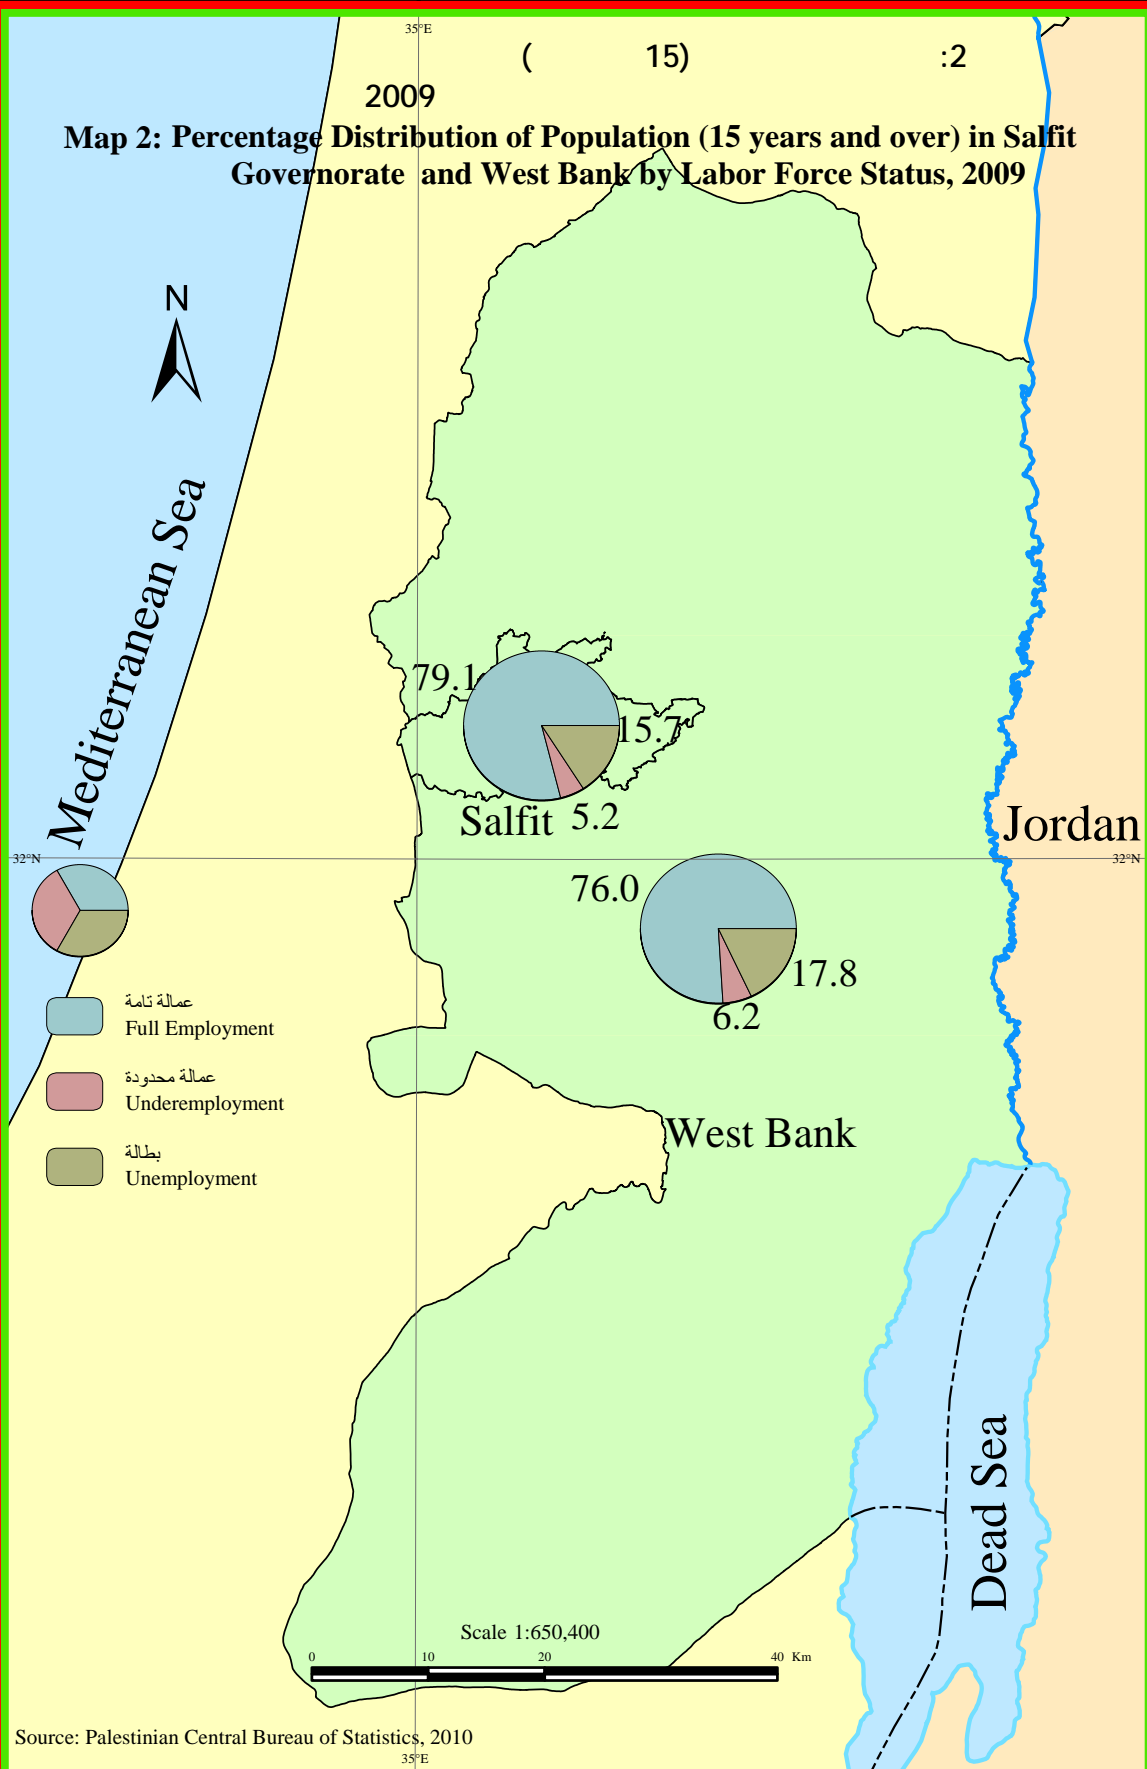 35°E
( 15) :2
2009
Map 2: Percentage Distribution of Population (15 years and over) in Salfit
Governorate and West Bank by Labor Force Status, 2009
N
Mediterranean Sea
79.1
15.7
Salfit 5.2
Jordan
32°N
32°N
76.0
17.8
6.2
عمالة تامة
Full Employment
عمالة محدودة
Underemployment
بطالة
Unemployment
West Bank
Dead Sea
Scale 1:650,400
0 10 20 40 Km
Source: Palestinian Central Bureau of Statistics, 2010
35°E